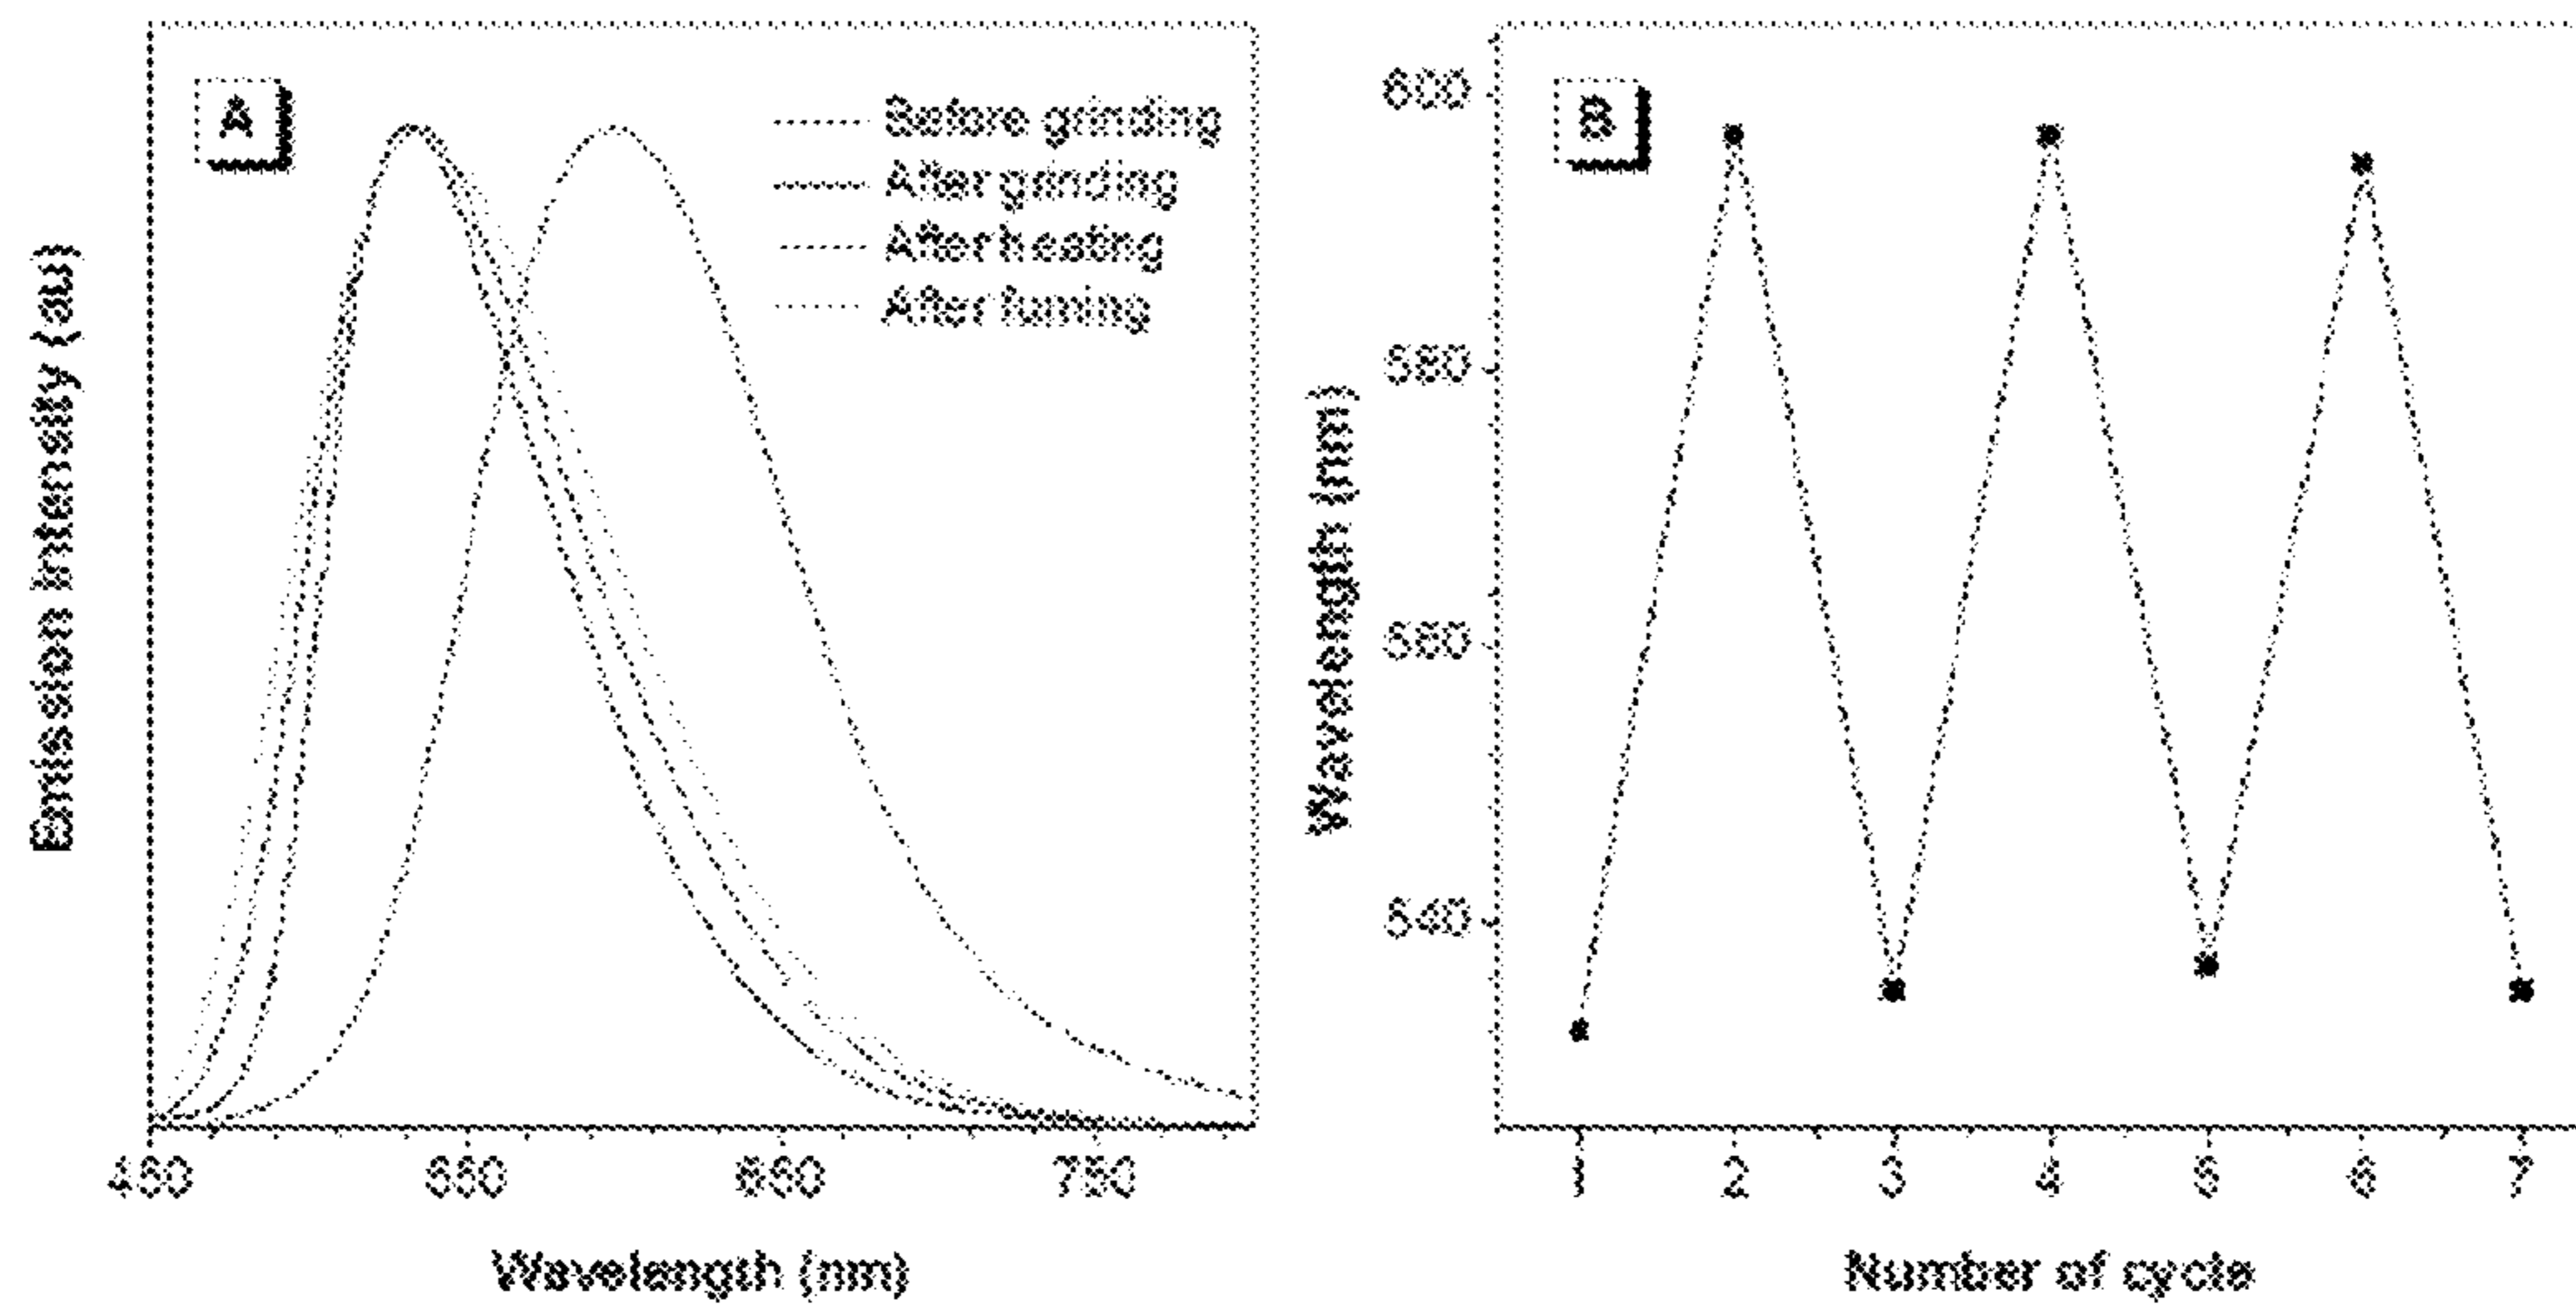 A
Before grinding
After grinding
After heating
After fuming
Emission intensity (au)
450
550
650
750
Wavelength (nm)
B
600
580
560
540
Wavelength (nm)
1
2
3
4
5
6
7
Number of cycle